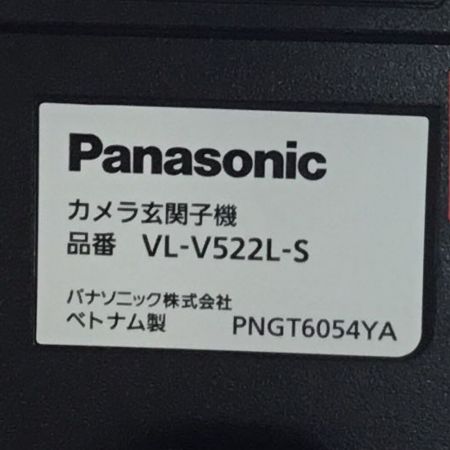 Panasonic
カメラ玄関子機
品番 VL-V522L-S
パナソニック株式会社
ベトナム製 PNGT6054YA